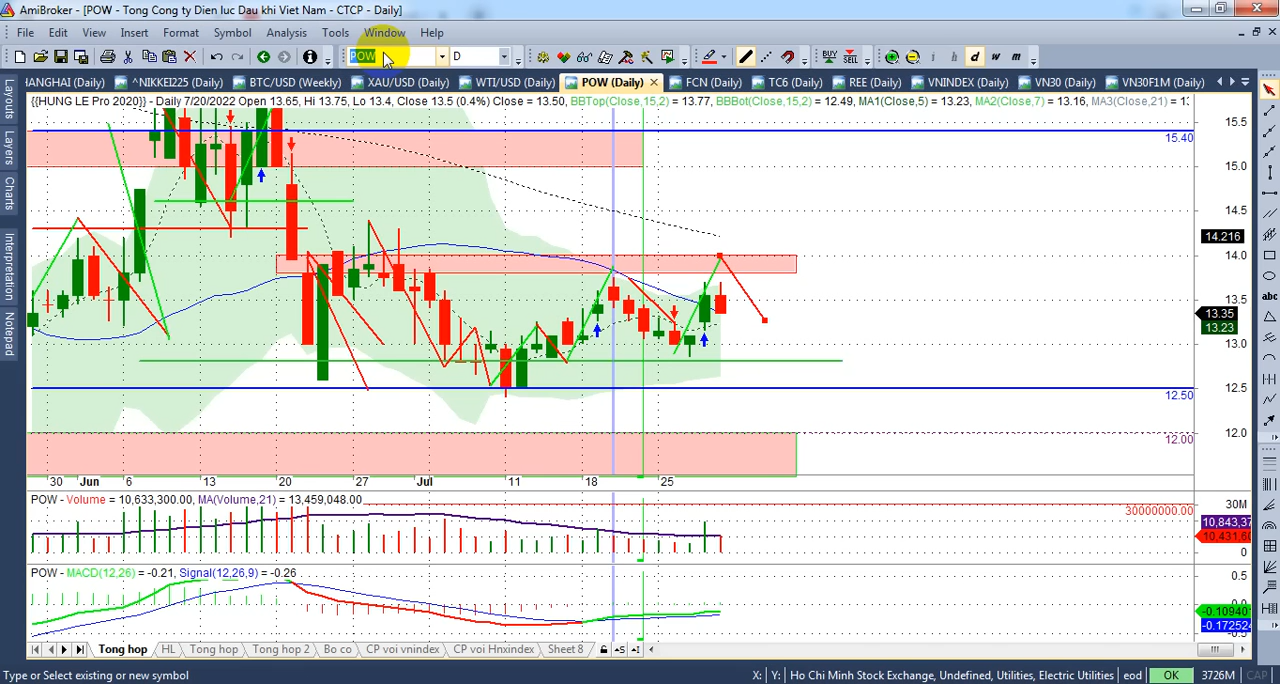 AmiBroker - [POW - Tong Cong ty Dien luc Dau khi Viet Nam - CTCP - Daily]
File Edit View Insert Format Symbol Analysis Tools Window Help
POW D BUY SELL h d w m
HANGHAI (Daily) ^NIKKEI225 (Daily) BTC/USD (Weekly) XAU/USD (Daily) WTI/USD (Daily) POW (Daily) FCN (Daily) TC6 (Daily) REE (Daily) VNINDEX (Daily) VN30 (Daily) VN30F1M (Daily)
{{HUNG LE Pro 2020}} - Daily 7/20/2022 Open 13.65, Hi 13.75, Lo 13.4, Close 13.5 (0.4%) Close = 13.50, BBTop(Close,15,2) = 13.77, BBBot(Close,15,2) = 12.49, MA1(Close,5) = 13.23, MA2(Close,7) = 13.16, MA3(Close,21) =
Layouts
Layers
Charts
Interpretation
Notepad
15.5
15.40
15.0
14.5
14.216
14.0
13.5
13.35
13.23
13.0
12.5
12.50
12.0
12.00
30 Jun 6 13 20 27 Jul 11 18 25
POW - Volume = 10,633,300.00, MA(Volume,21) = 13,459,048.00
30M
30000000.00
10,843,37
10,431,60
0
POW - MACD(12,26) = -0.21, Signal(12,26,9) = -0.26
0.5
0.0
-0.10940
-0.172524
abc
Tong hop HL Tong hop Tong hop 2 Bo co CP voi vnindex CP voi Hnxindex Sheet 8
Type or Select existing or new symbol X: Y: Ho Chi Minh Stock Exchange, Undefined, Utilities, Electric Utilities eod OK 3726M CAP